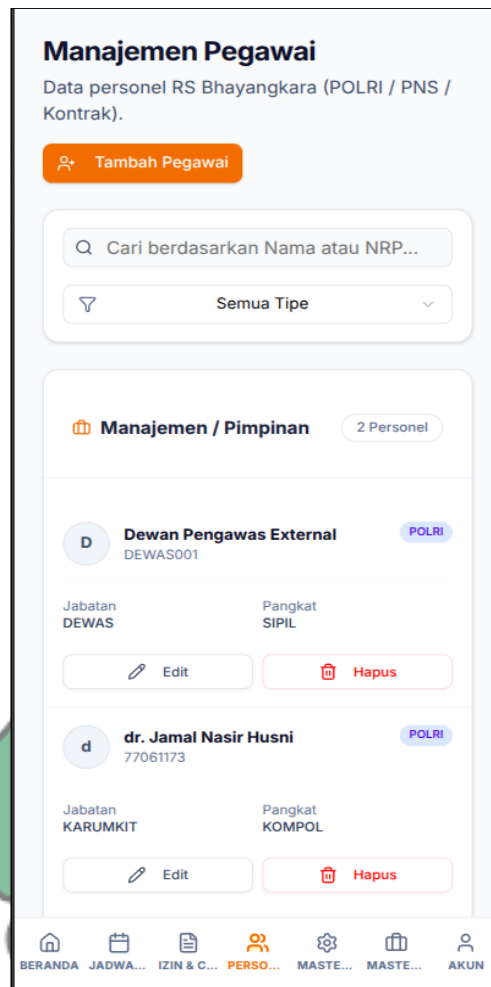 Manajemen Pegawai
Data personel RS Bhayangkara (POLRI / PNS /
Kontrak).
Tambah Pegawai
Cari berdasarkan Nama atau NRP...
Semua Tipe
Manajemen / Pimpinan
2 Personel
D
Dewan Pengawas External
POLRI
DEWAS001
Jabatan
Pangkat
DEWAS
SIPIL
Edit
Hapus
d
dr. Jamal Nasir Husni
POLRI
77061173
Jabatan
Pangkat
KARUMKIT
KOMPOL
Edit
Hapus
BERANDA
JADWA...
IZIN & C...
PERSO...
MASTE...
MASTE...
AKUN